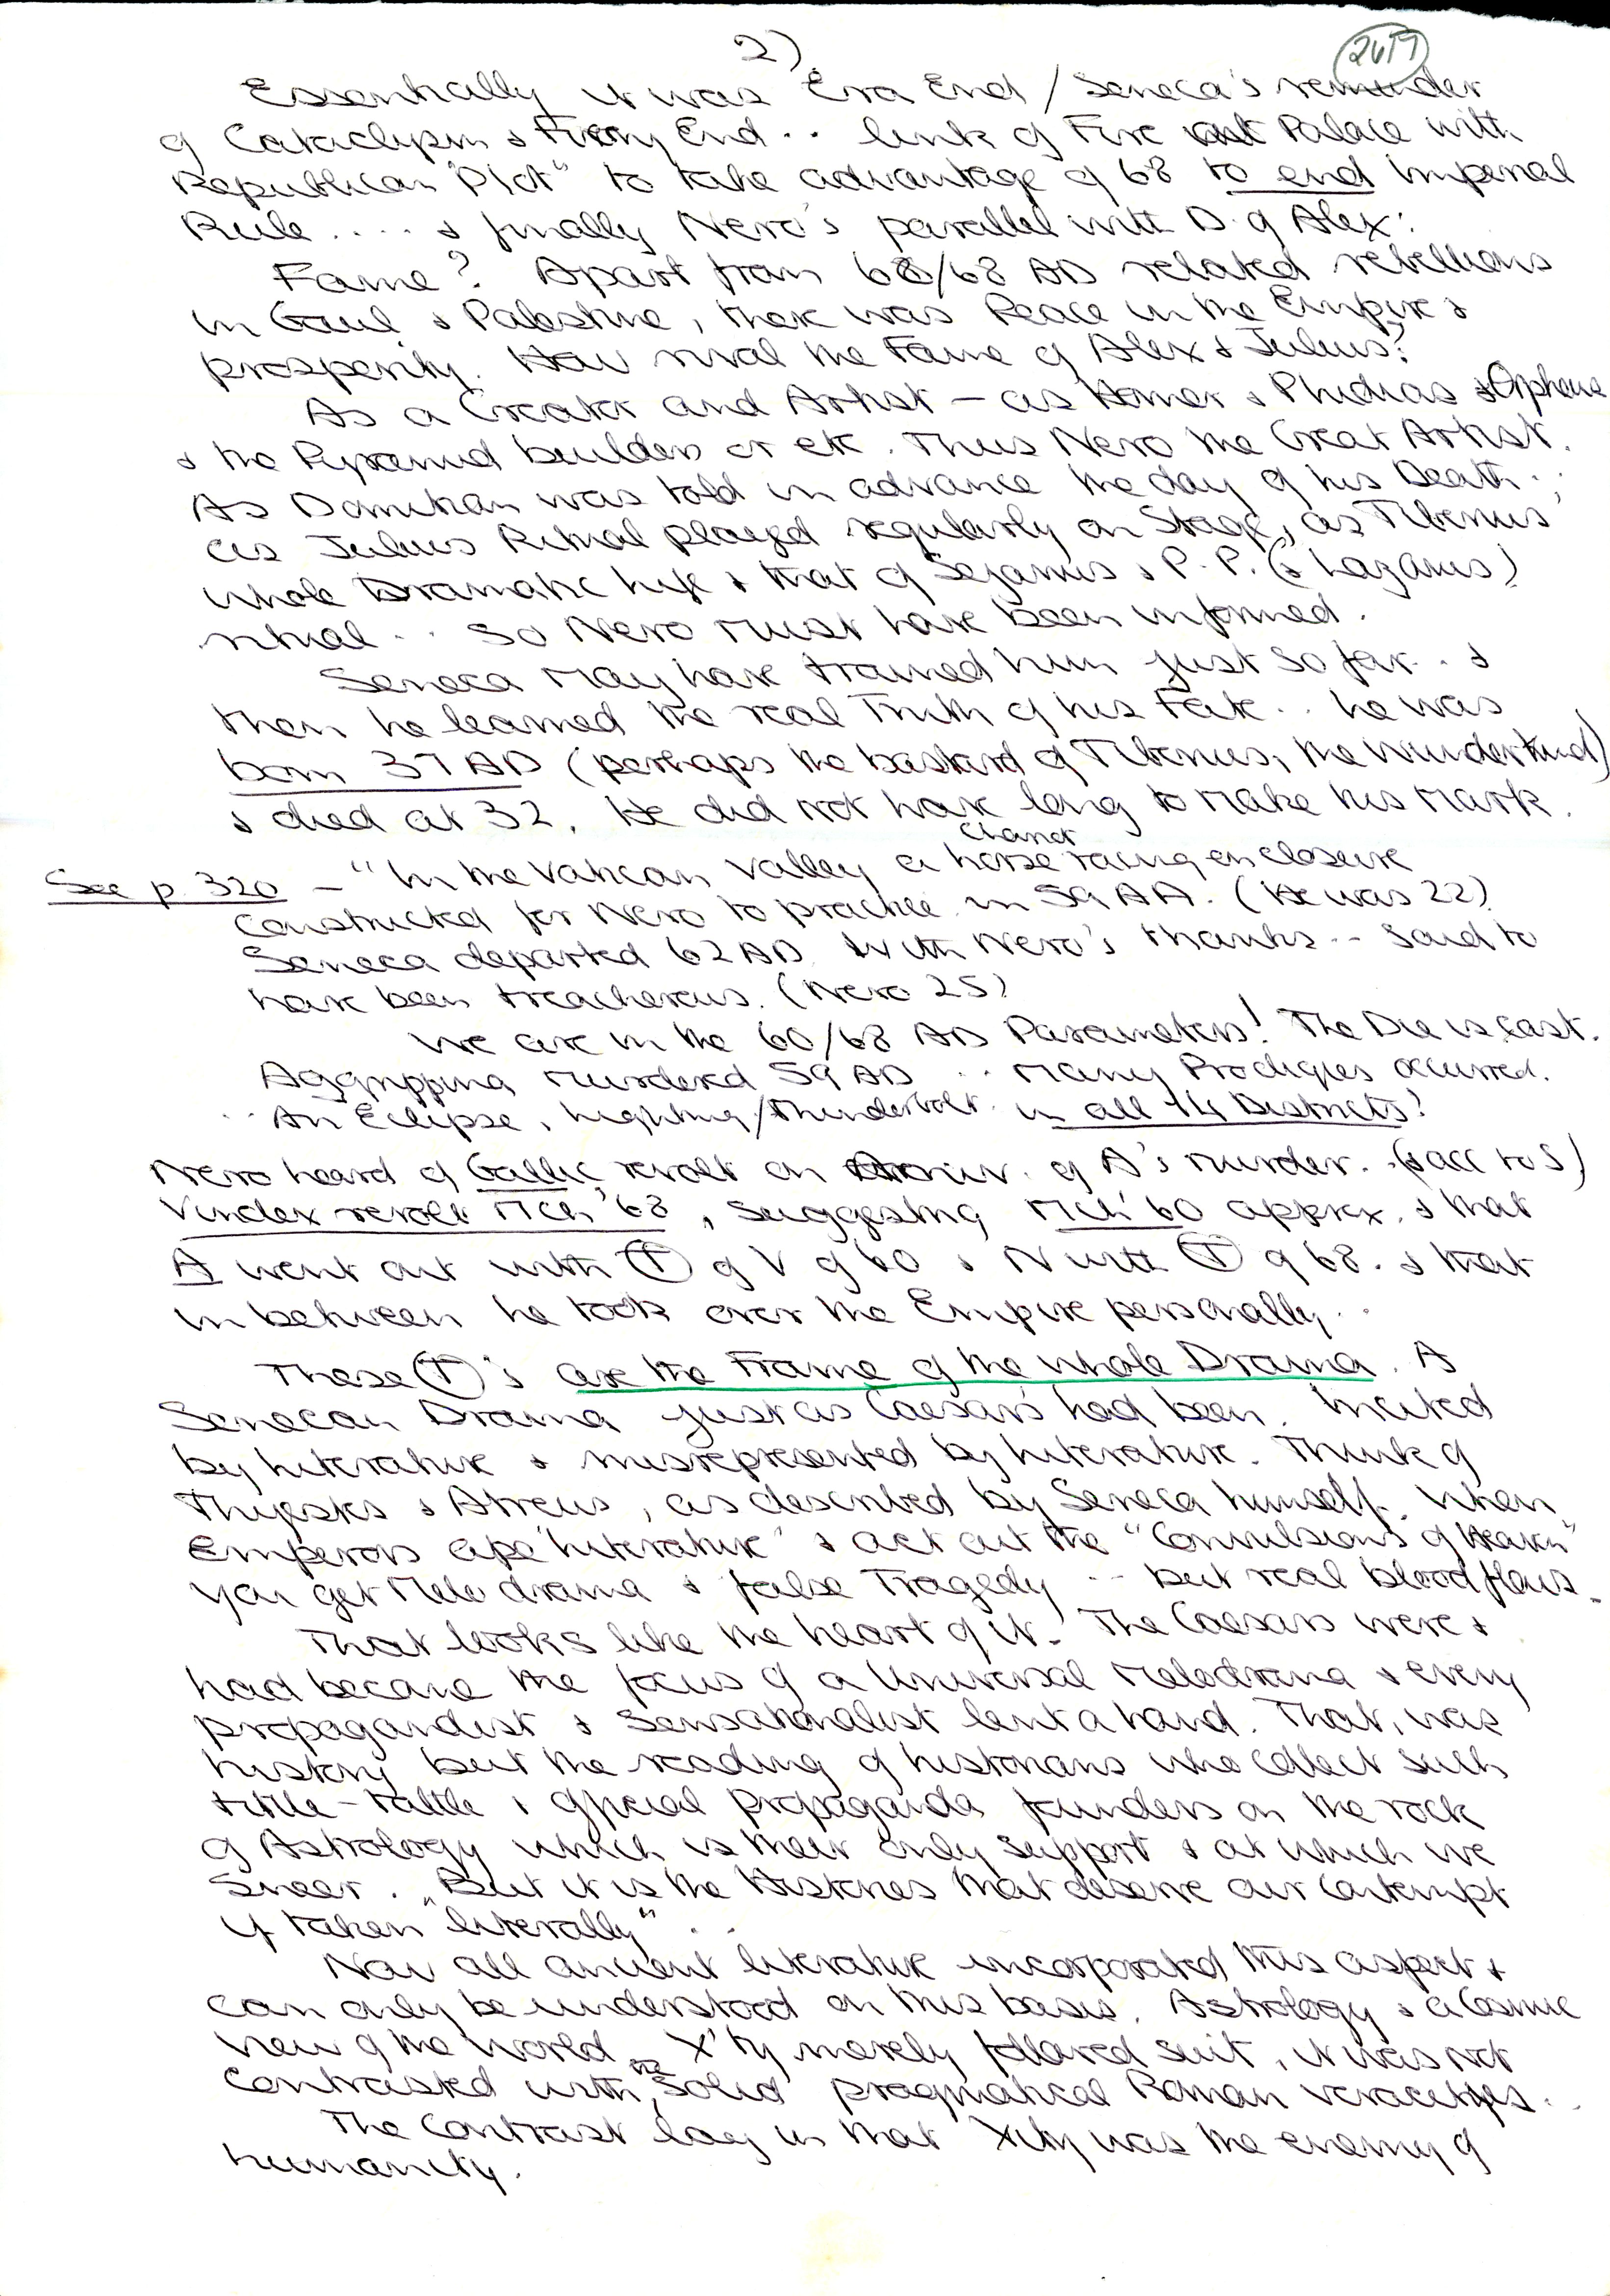 2)
Essentially it was Era End / Seneca's reminder
of Cataclysm & Firey End .. link of Fire Palace with
Republican "Plot" to take advantage of 68 to end Imperial
Rule .... & finally Nero's parallel with D. of Alex:
Fame? Apart from 68 AD related rebellions
in Gaul & Palestine, there was Peace in the Empire &
prosperity. How rival the Fame of Alex & Julius?
As a Creator and Artist – as Homer & Phidias & Orpheus
& the Pyramid builders or etc. Thus Nero the Great Artist.
As Domitian was told in advance the day of his Death..;
as Julius Ritual played regularly on Stage, as Tiberius'
whole Dramatic life & that of Sejanus & P.P. (& Lazarus)
ritual .. So Nero must have been informed.
Seneca may have trained him just so far .. &
then he learned the real Truth of his Fate .. he was
born 37 AD (perhaps the bastard of Tiberius, the Wunderkind)
& died at 32. He did not have long to make his mark.
chariot
See p. 320 – "In the Vatican Valley a horse racing enclosure
constructed for Nero to practice in 59 AD. (He was 22)
Seneca departed 62 AD. With Nero's thanks .. said to
have been treacherous. (Nero 25)
We are in the 60/68 AD Parameters! The Die is cast.
Aggrippina murdered 59 AD .. Many Prodigies occurred.
.. An Eclipse, lighting/thunderbolt in all 14 Districts!
Nero heard of Gallic revolt on Anniv. of A's murder. (acc to S)
Vindex revolt Mch '68, suggesting Mch '60 approx. & that
A went out with T of V of 60 & N with T of 68. & that
in between he took over the Empire personally ..
These T's are the Frame of the whole Drama. A
Senecan Drama just as Caesar's had been. Incited
by literature & misrepresented by literature. Think of
Thyestes & Atreus, as described by Seneca himself. When
Emperors ape 'literature' & act out the "Convulsions of Heaven"
you get Melodrama & false Tragedy .. but real blood flows.
That looks like the heart of it. The Caesars were &
had become the focus of a Universal Melodrama & every
propagandist & sensationalist lent a hand. That, was
history but the reading of historians who collect such
tittle-tattle & official propaganda founders on the rock
of Astrology which is their only support & at which we
sneer. But it is the Histories that deserve our contempt
if taken "literally" ..
Now all ancient literature incorporated this aspect &
can only be understood on this basis. Astrology & a Cosmic
View of the World. X'ty merely followed suit, it was not
the
contrasted with solid pragmatical Roman veracities ..
The Contrast lay in that X'ity was the enemy of
humanity.